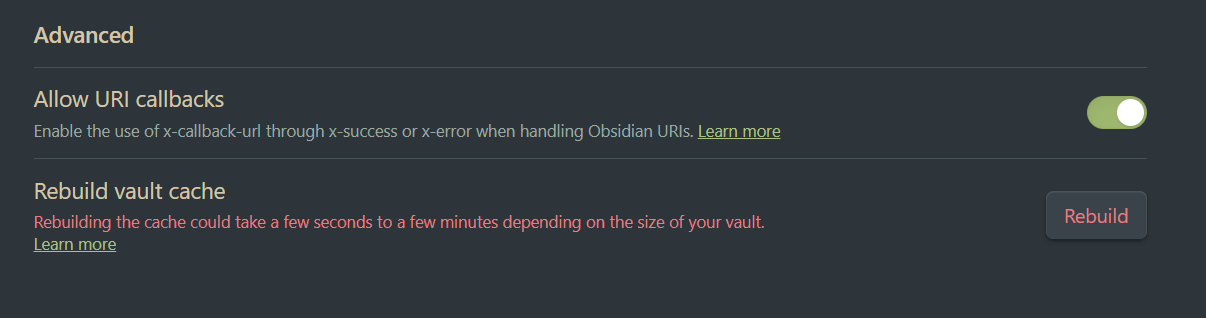 Advanced
Allow URI callbacks
Enable the use of x-callback-url through x-success or x-error when handling Obsidian URIs. Learn more
Rebuild vault cache
Rebuilding the cache could take a few seconds to a few minutes depending on the size of your vault.
Learn more
Rebuild